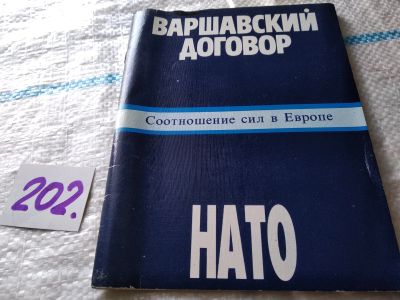 ВАРШАВСКИЙ
ДОГОВОР
Соотношение сил в Европе
НАТО
202.